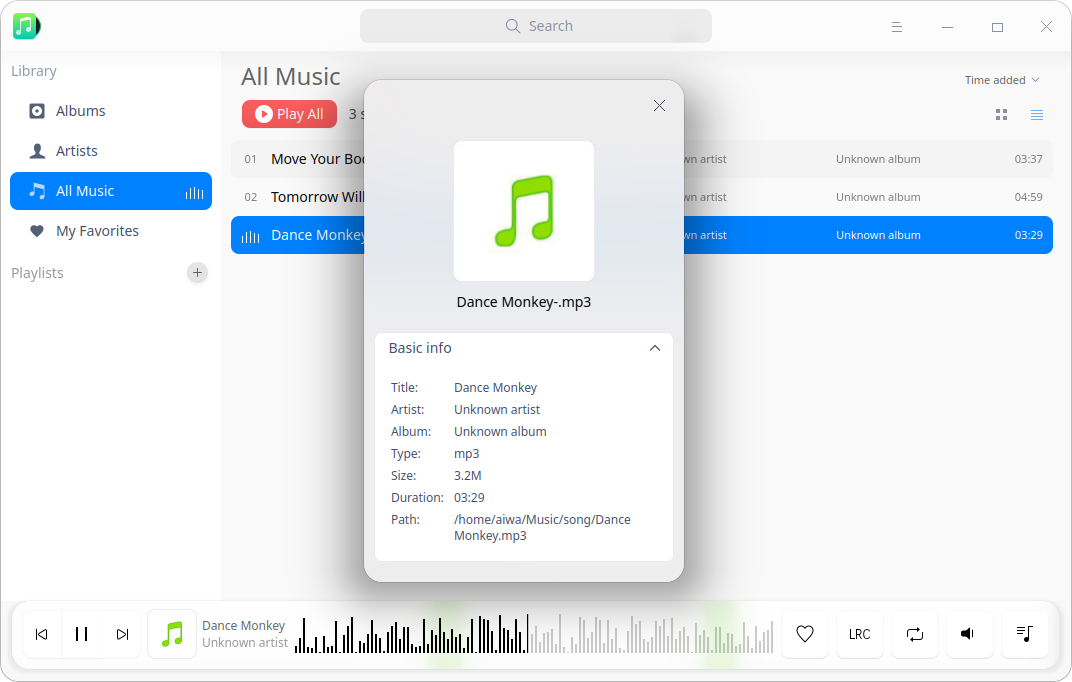 Search
Library
Albums
Artists
All Music
My Favorites
Playlists
All Music
Time added
Play All
3 s
01 Move Your Bo wn artist Unknown album 03:37
02 Tomorrow Will wn artist Unknown album 04:59
Dance Monkey wn artist Unknown album 03:29
Dance Monkey-.mp3
Basic info
Title: Dance Monkey
Artist: Unknown artist
Album: Unknown album
Type: mp3
Size: 3.2M
Duration: 03:29
Path: /home/aiwa/Music/song/Dance
Monkey.mp3
Dance Monkey
Unknown artist
LRC